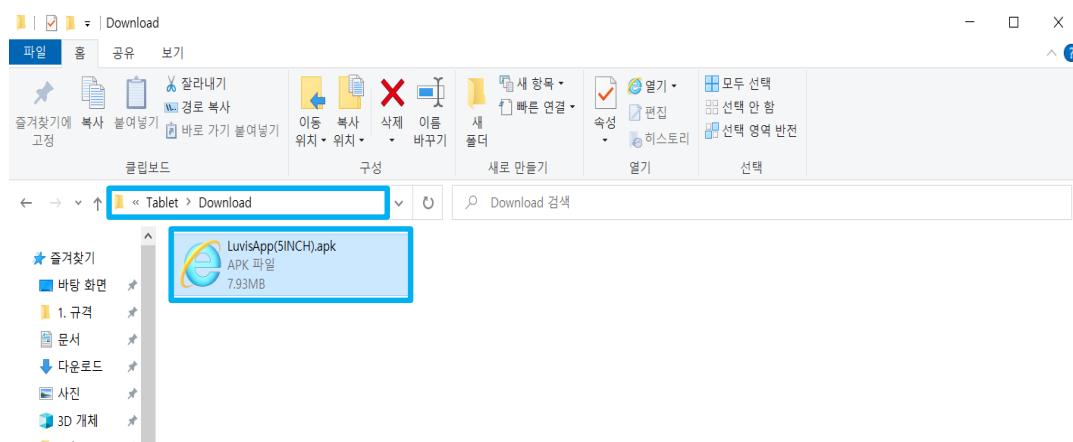 Download
파일 홈 공유 보기
즐겨찾기에 고정
복사
붙여넣기
잘라내기
경로 복사
바로 가기 붙여넣기
클립보드
이동 위치
복사 위치
삭제
이름 바꾸기
구성
새 폴더
새 항목
빠른 연결
새로 만들기
속성
열기
편집
히스토리
열기
모두 선택
선택 안 함
선택 영역 반전
선택
« Tablet > Download
Download 검색
즐겨찾기
바탕 화면
1. 규격
문서
다운로드
사진
3D 개체
LuvisApp(5INCH).apk
APK 파일
7.93MB